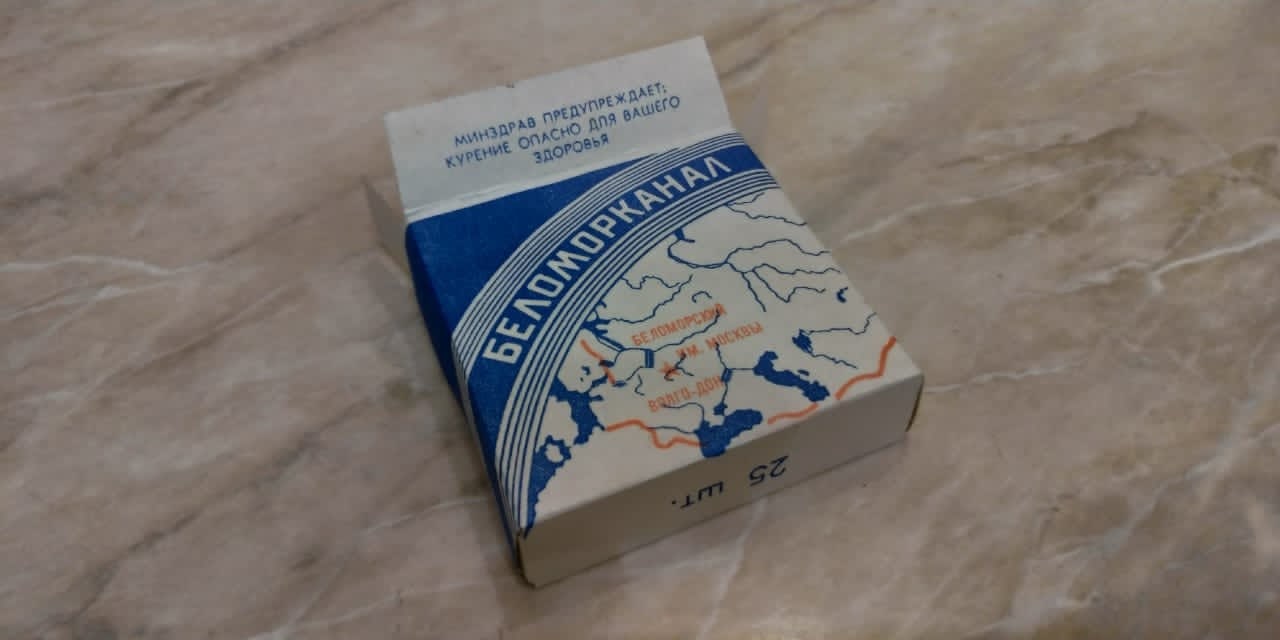 МИНЗДРАВ ПРЕДУПРЕЖДАЕТ:
КУРЕНИЕ ОПАСНО ДЛЯ ВАШЕГО
ЗДОРОВЬЯ
БЕЛОМОРКАНАЛ
БЕЛОМОРСКИЙ
ИМ. МОСКВЫ
ВОЛГО-ДОН
25 шт.